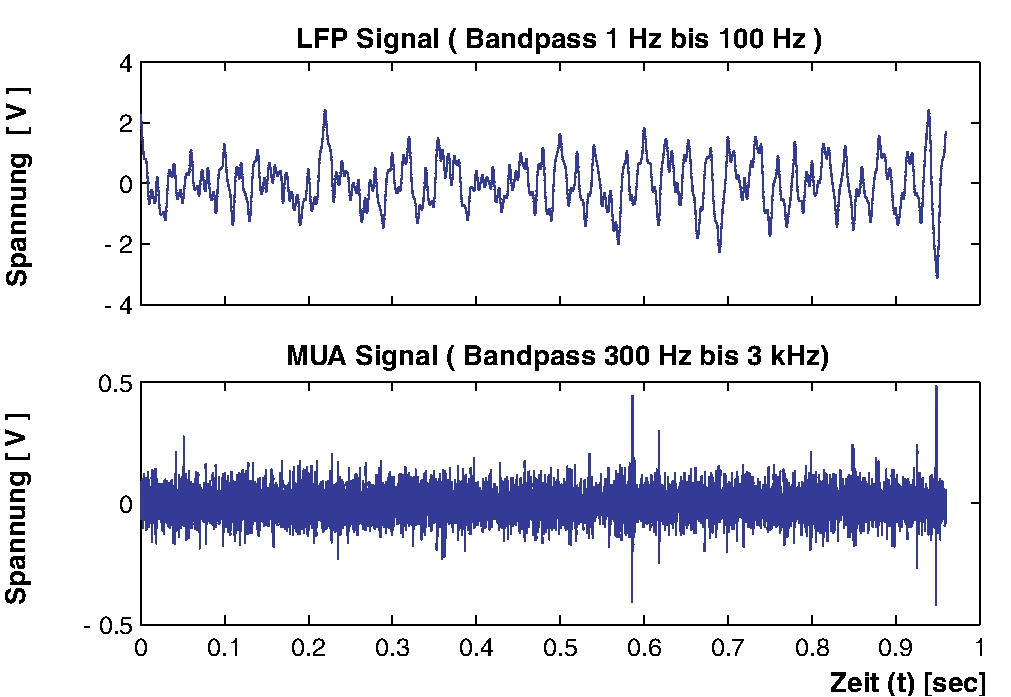 LFP Signal ( Bandpass 1 Hz bis 100 Hz )
Spannung [ V ]
4
2
0
- 2
- 4
MUA Signal ( Bandpass 300 Hz bis 3 kHz)
Spannung [ V ]
0.5
0
- 0.5
0 0.1 0.2 0.3 0.4 0.5 0.6 0.7 0.8 0.9 1
Zeit (t) [sec]